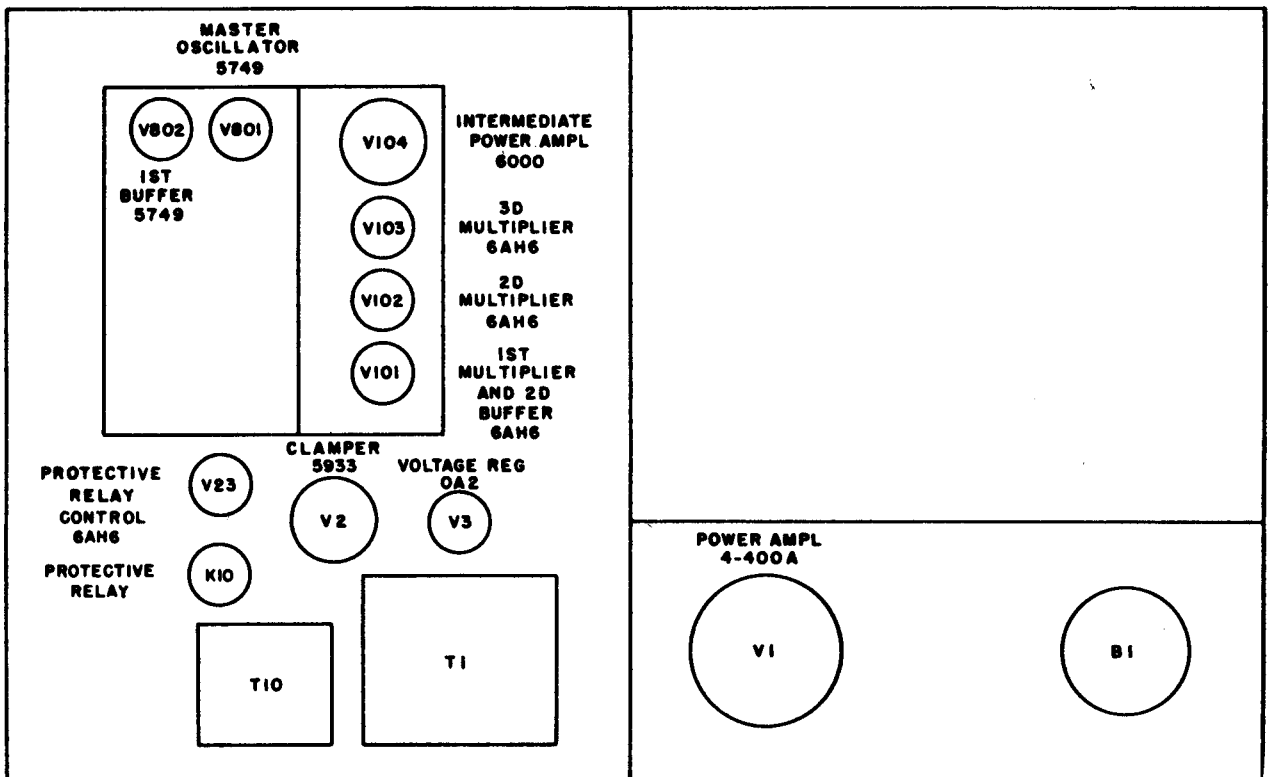 MASTER
OSCILLATOR
5749
V802
V801
1ST
BUFFER
5749
V104
INTERMEDIATE
POWER AMPL
6000
V103
3D
MULTIPLIER
6AH6
V102
2D
MULTIPLIER
6AH6
V101
1ST
MULTIPLIER
AND 2D
BUFFER
6AH6
PROTECTIVE
RELAY
CONTROL
6AH6
V23
CLAMPER
5933
V2
VOLTAGE REG
0A2
V3
PROTECTIVE
RELAY
K10
T10
T1
POWER AMPL
4-400A
V1
B1